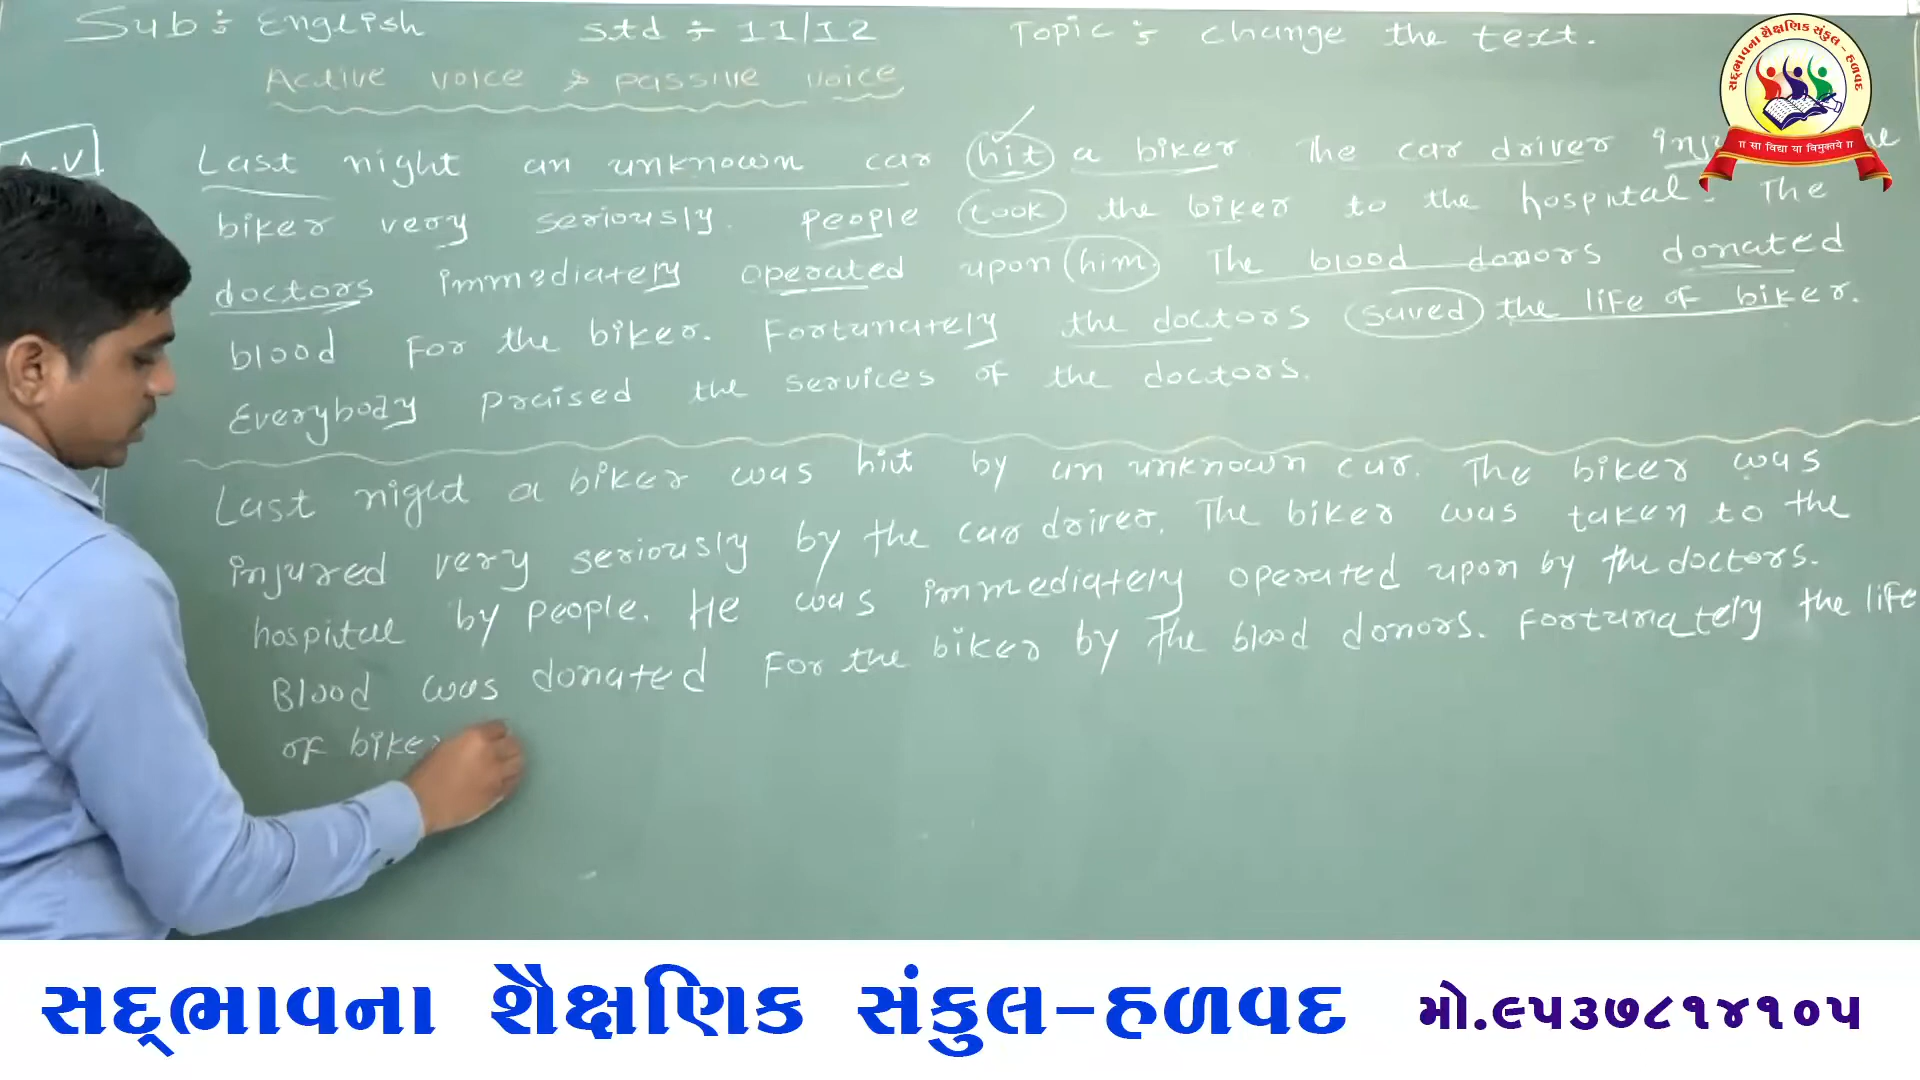 Sub: English Std: 11/12 Topic: change the text.
Active voice & passive voice
Last night an unknown car hit a biker. The car driver
biker very seriously. people took the biker to the hospital. The
doctors immediately operated upon him. The blood donors donated
blood for the biker. Fortunately the doctors saved the life of biker.
Everybody praised the services of the doctors.
Last night a biker was hit by an unknown car. The biker was
injured very seriously by the car driver. The biker was taken to the
hospital by people. He was immediately operated upon by the doctors.
Blood was donated for the biker by the blood donors. Fortunately the life
of biker
સદ્ભાવના શૈક્ષણિક સંકુલ - હળવદ
॥ सा विद्या या विमुक्तये ॥
સદ્‌ભાવના શૈક્ષણિક સંકુલ-હળવદ મો.૯૫૩૭૮૧૪૧૦૫